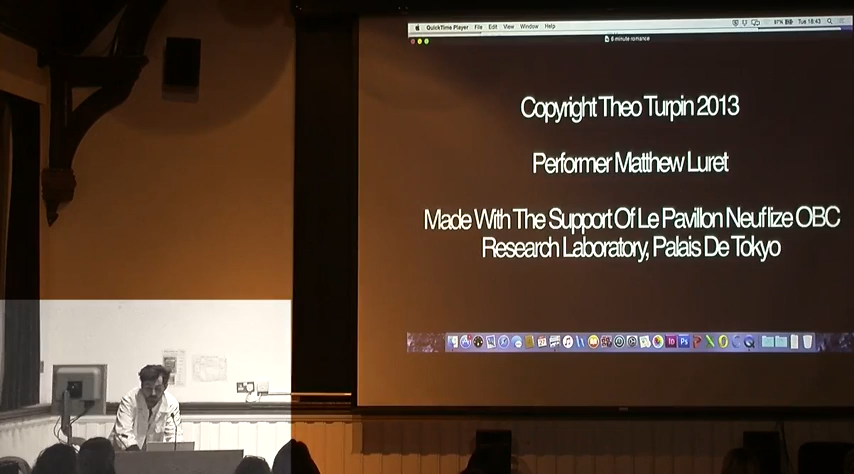 QuickTime Player File Edit View Window Help
97% Tue 18:43
6 minute romance
Copyright Theo Turpin 2013
Performer Matthew Luret
Made With The Support Of Le Pavillon Neuflize OBC
Research Laboratory, Palais De Tokyo